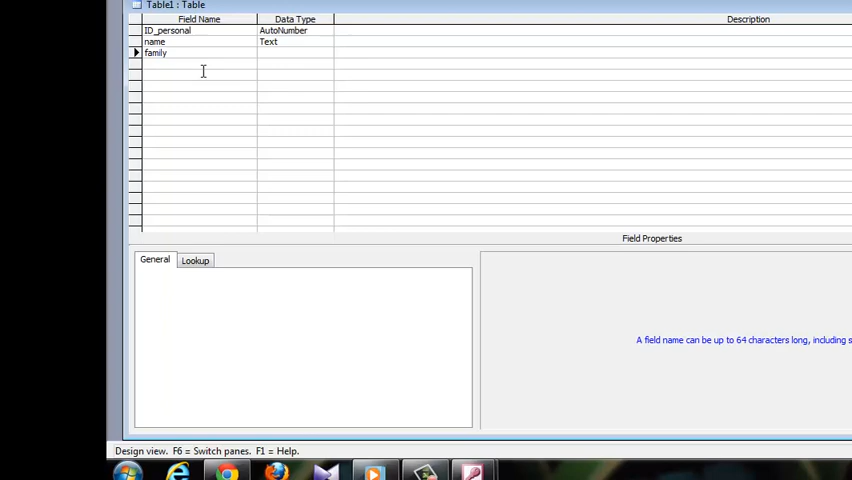 Table1 : Table
Field Name Data Type Description
ID_personal AutoNumber
name Text
family
Field Properties
General Lookup
A field name can be up to 64 characters long, including s
Design view. F6 = Switch panes. F1 = Help.